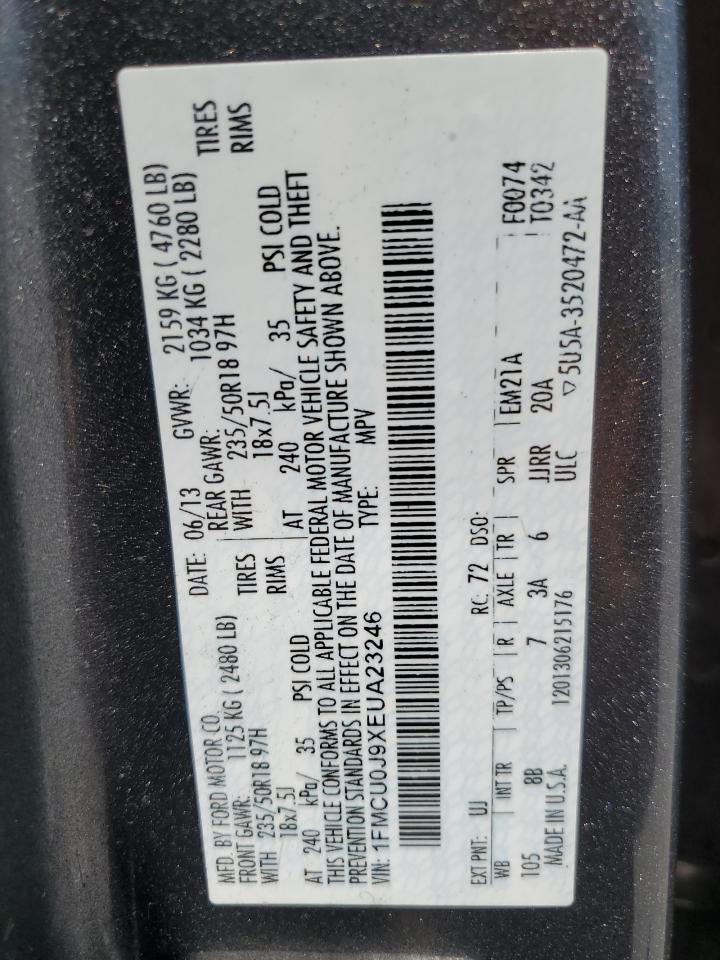 MFD. BY FORD MOTOR CO. DATE: 06/13 GVWR: 2159 KG ( 4760 LB)
FRONT GAWR: 1125 KG ( 2480 LB) REAR GAWR: 1034 KG ( 2280 LB)
WITH 235/50R18 97H TIRES WITH 235/50R18 97H TIRES
18x7.5J RIMS 18x7.5J RIMS
AT 240 kPa/ 35 PSI COLD AT 240 kPa/ 35 PSI COLD
THIS VEHICLE CONFORMS TO ALL APPLICABLE FEDERAL MOTOR VEHICLE SAFETY AND THEFT
PREVENTION STANDARDS IN EFFECT ON THE DATE OF MANUFACTURE SHOWN ABOVE.
VIN: 1FMCU0J9XEUA23246 TYPE: MPV
EXT PNT: UJ RC: 72 DSO:
WB INT TR TP/PS R AXLE TR SPR EM21A F0074
105 8B 7 3A 6 JJRR 20A T0342
MADE IN U.S.A. 1201306215176 ULC ▽5U5A-3520472-AA